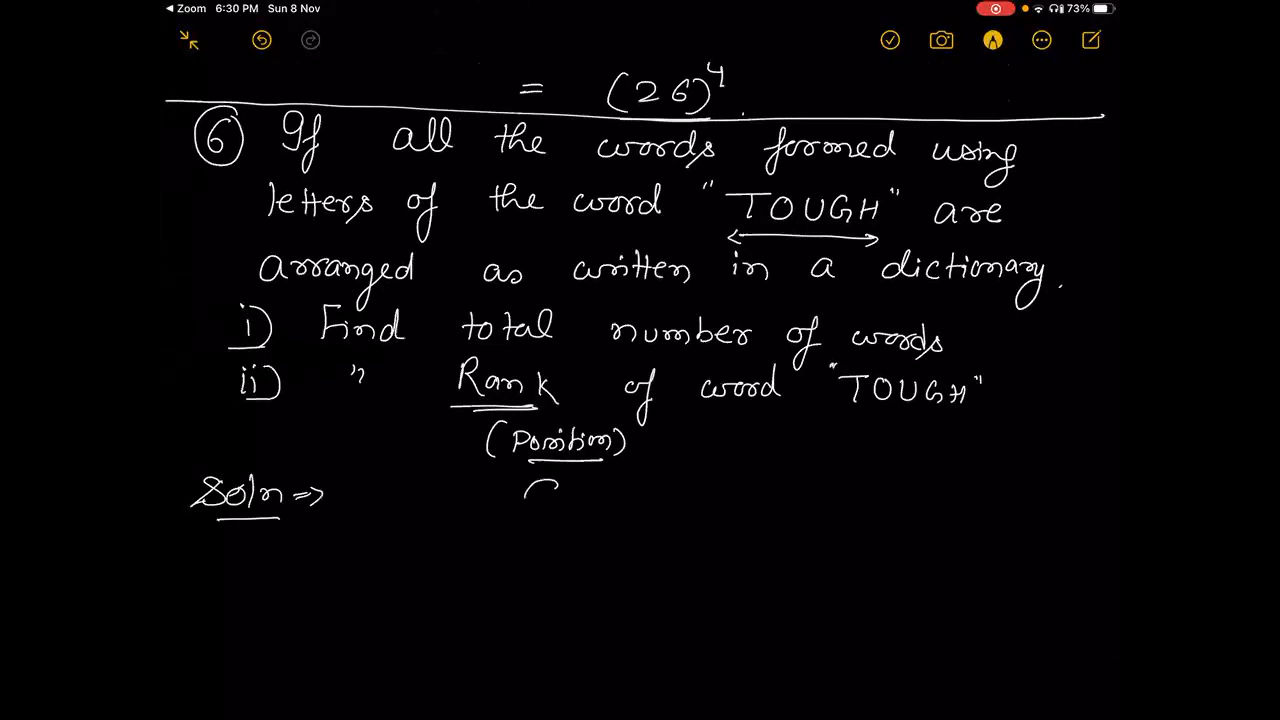 Zoom 6:30 PM Sun 8 Nov 73%
= (26)^4 .
6 If all the words formed using
letters of the word "TOUGH" are
arranged as written in a dictionary.
i) Find total number of words
ii) " Rank of word "TOUGH"
(Position)
Soln =>